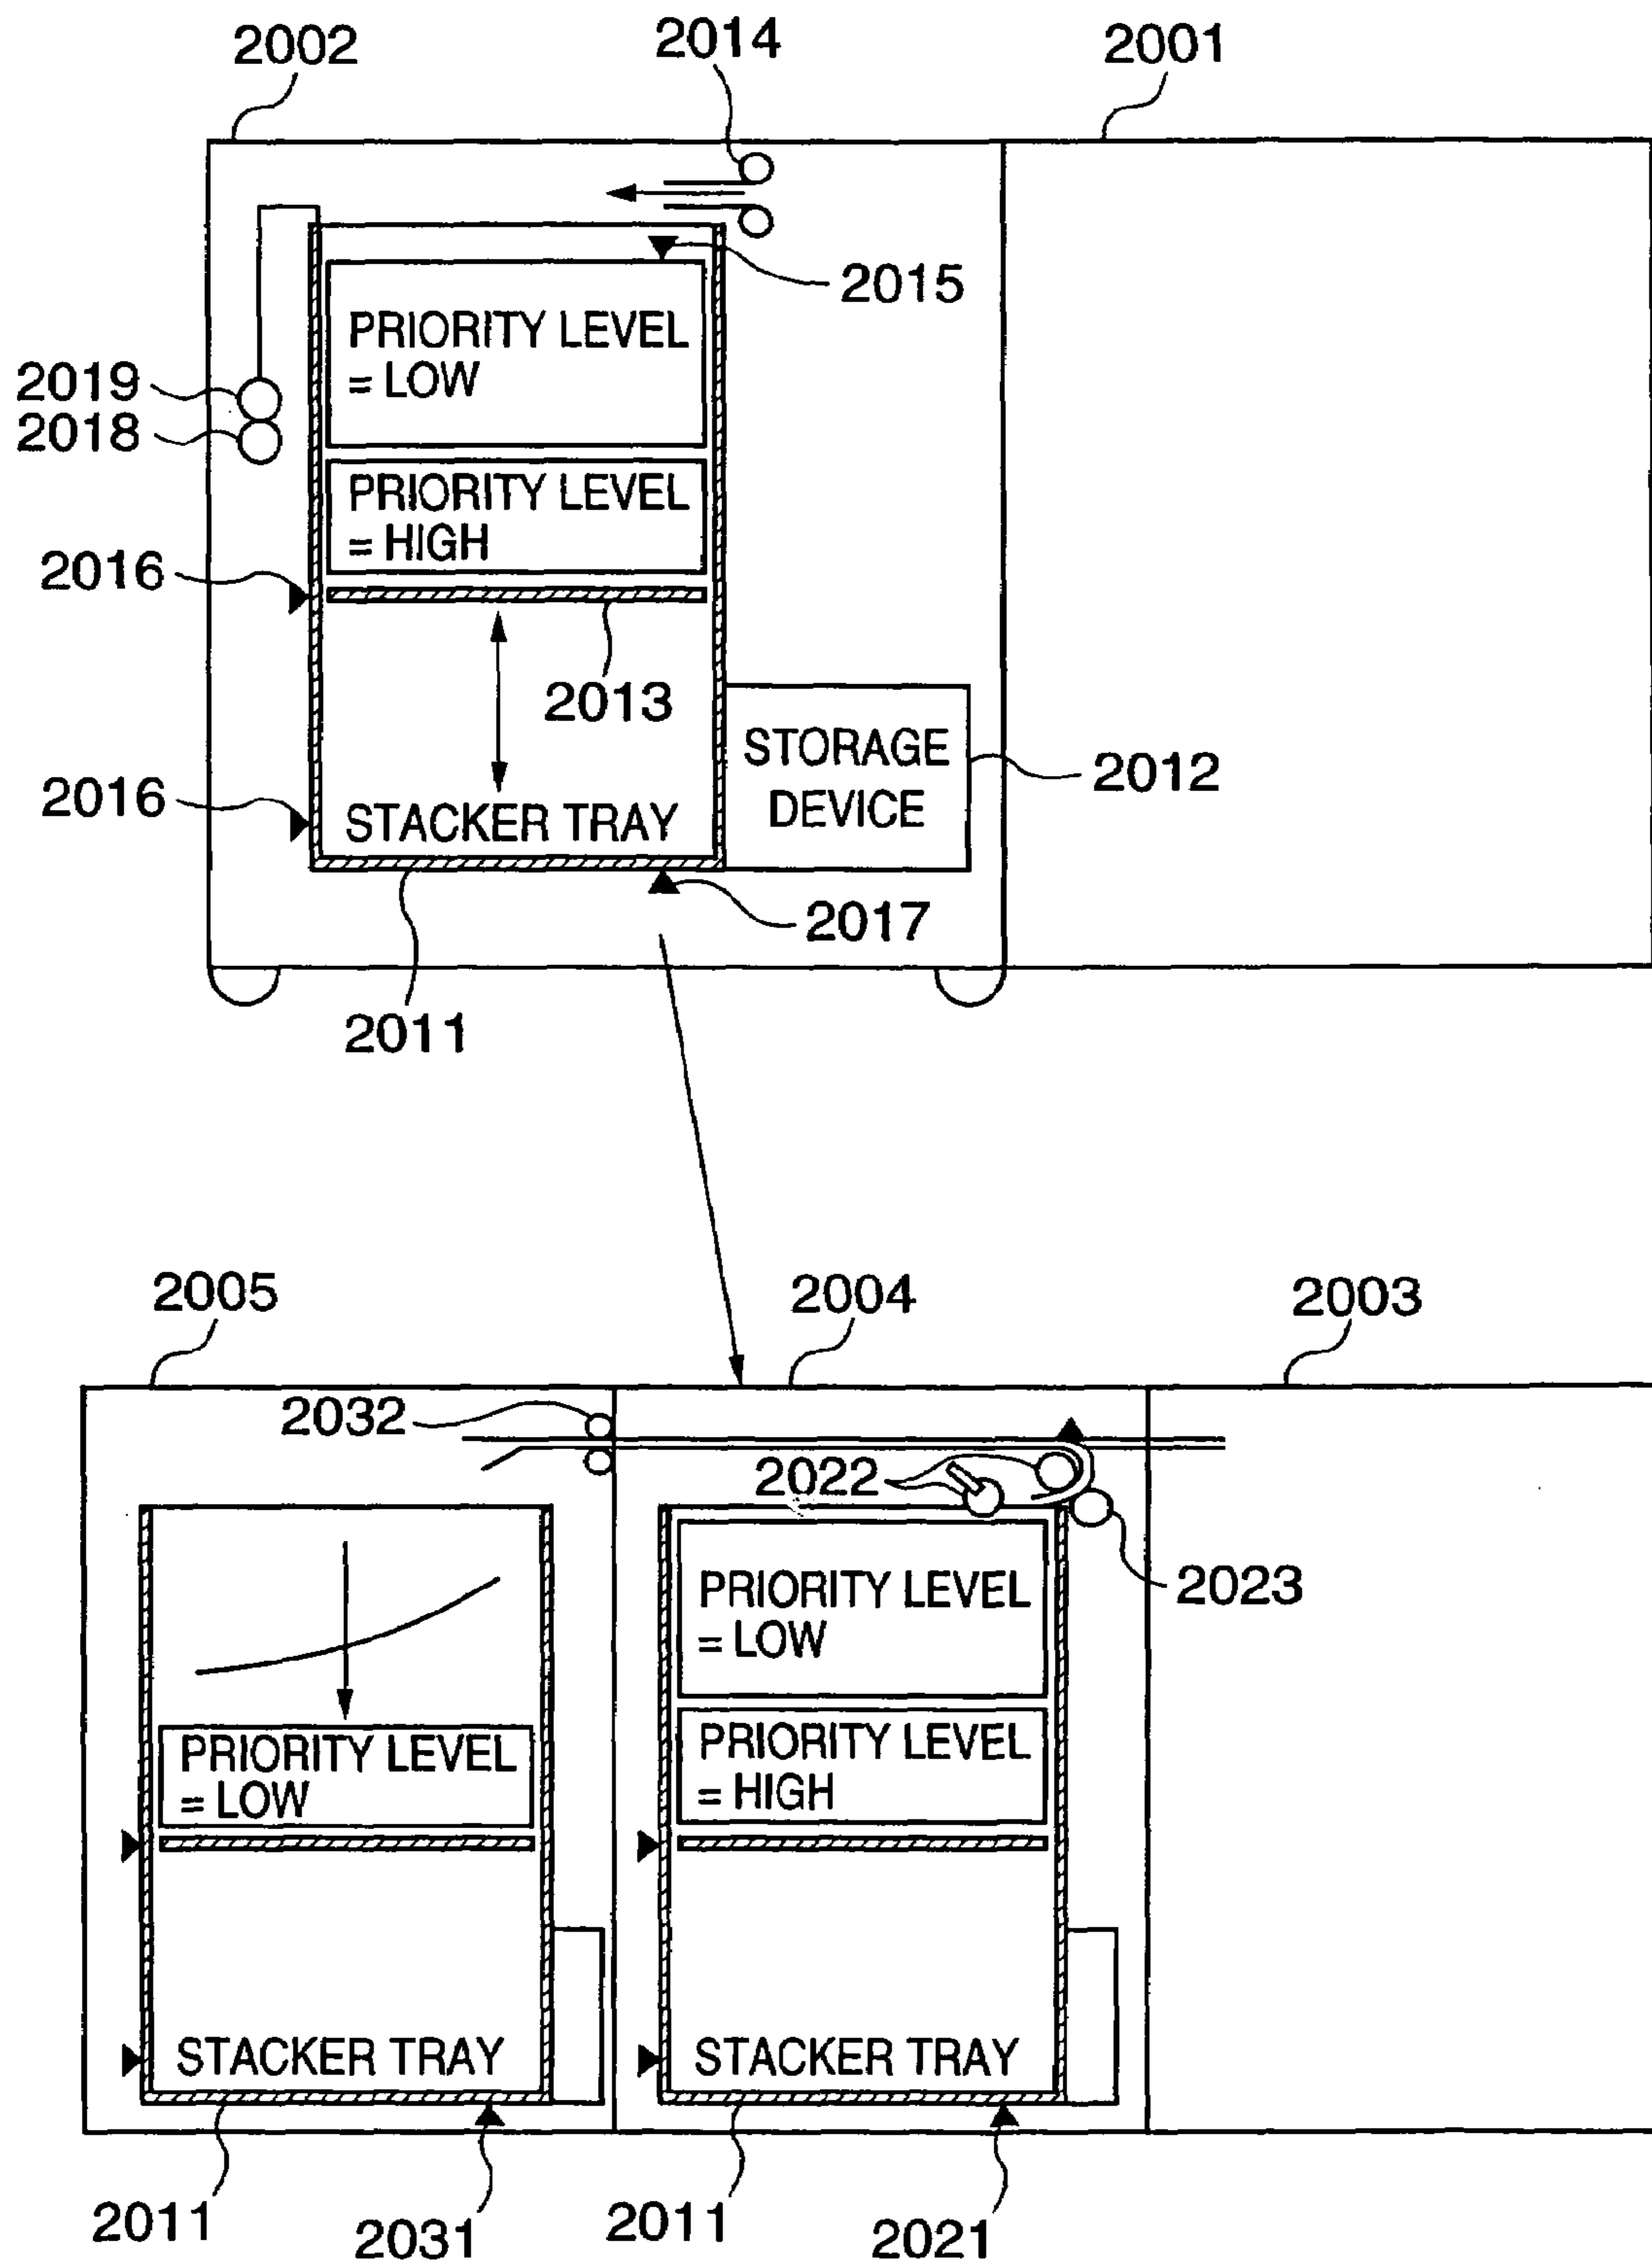 2002
2014
2001
2015
PRIORITY LEVEL
= LOW
2019
2018
PRIORITY LEVEL
= HIGH
2016
2013
STORAGE
DEVICE
2012
2016
STACKER TRAY
2017
2011
2005
2004
2003
2032
2022
2023
PRIORITY LEVEL
= LOW
PRIORITY LEVEL
= HIGH
PRIORITY LEVEL
= LOW
STACKER TRAY
STACKER TRAY
2011
2031
2011
2021